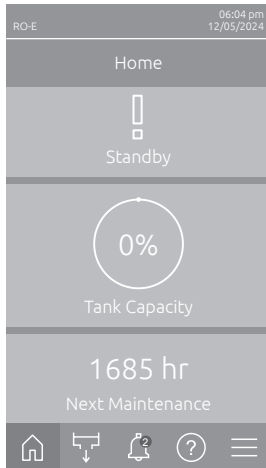 06:04 pm
RO-E
12/05/2024
Home
Standby
0%
Tank Capacity
1685 hr
Next Maintenance
2
?